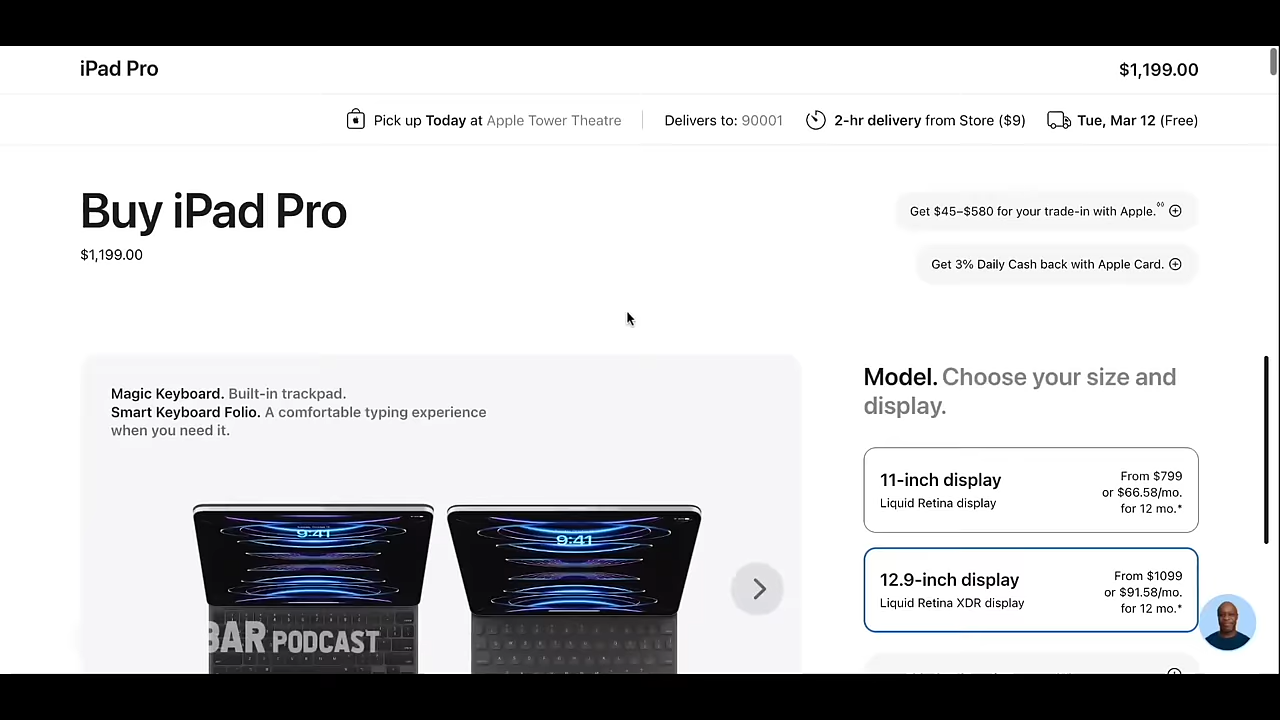 iPad Pro
$1,199.00
Pick up Today at Apple Tower Theatre
Delivers to: 90001
2-hr delivery from Store ($9)
Tue, Mar 12 (Free)
Buy iPad Pro
$1,199.00
Get $45–$580 for your trade-in with Apple.◊◊
Get 3% Daily Cash back with Apple Card.
Magic Keyboard. Built-in trackpad.
Smart Keyboard Folio. A comfortable typing experience
when you need it.
9:41
9:41
BAR PODCAST
Model. Choose your size and
display.
11-inch display
Liquid Retina display
From $799
or $66.58/mo.
for 12 mo.*
12.9-inch display
Liquid Retina XDR display
From $1099
or $91.58/mo.
for 12 mo.*